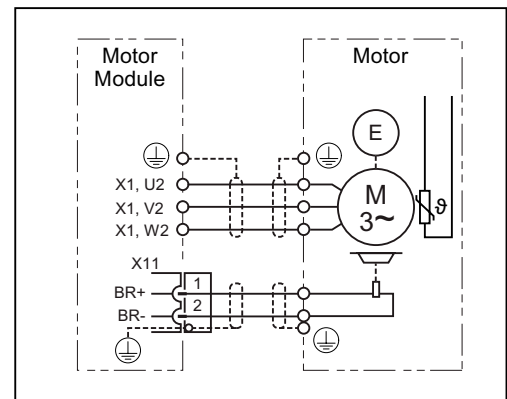 Motor
Module
Motor
E
X1, U2
X1, V2
X1, W2
M
3~
ϑ
X11
BR+
1
BR-
2